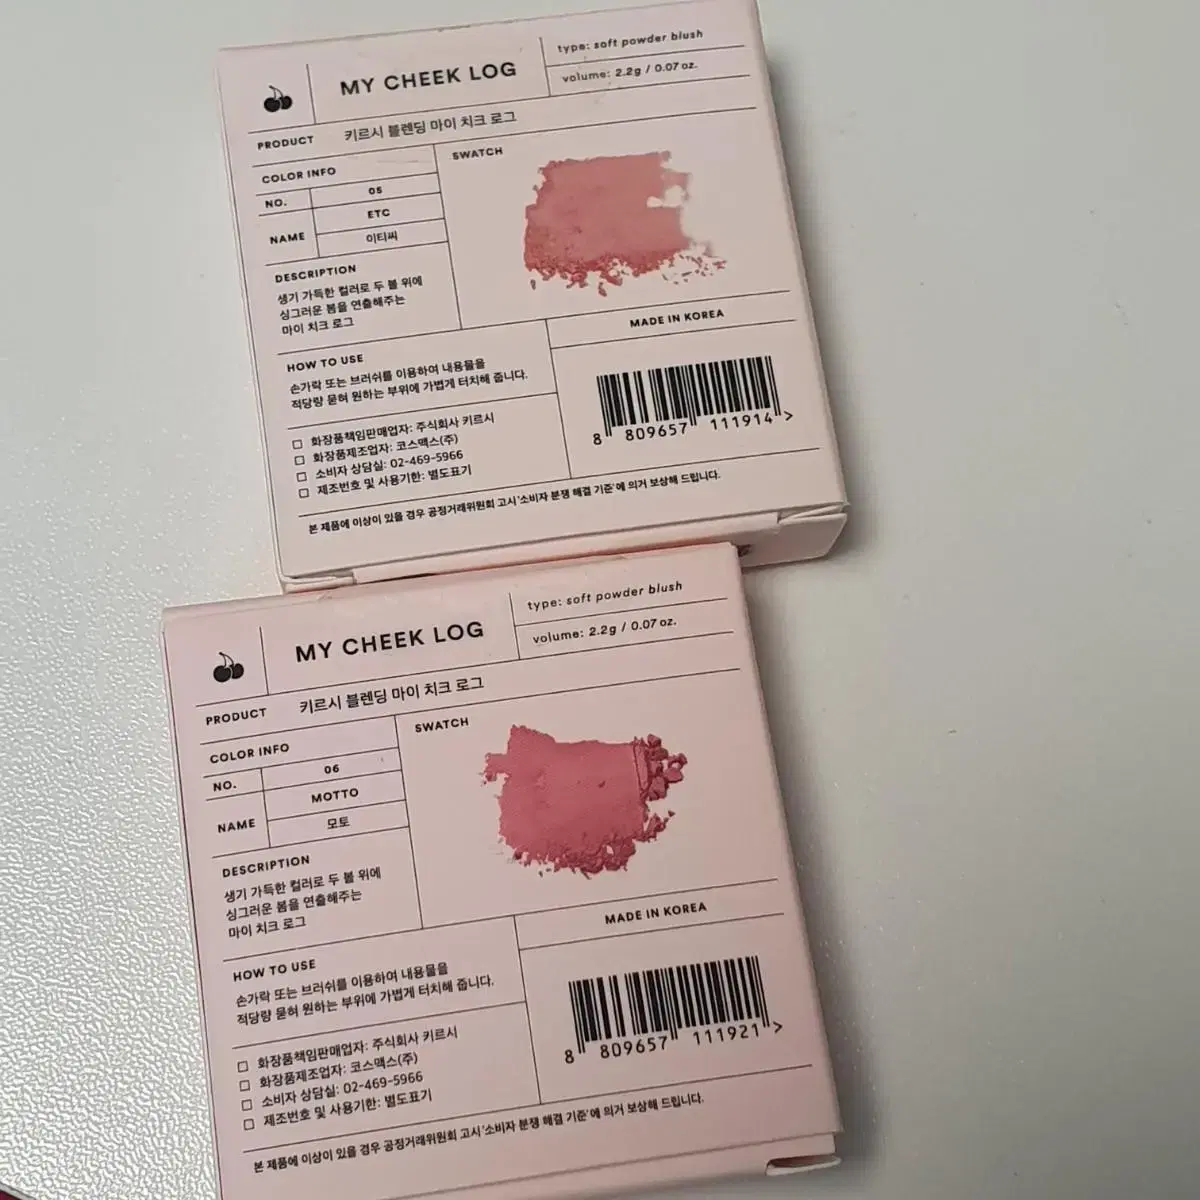 MY CHEEK LOG
type: soft powder blush
volume: 2.2g / 0.07 oz.
PRODUCT 키르시 블렌딩 마이 치크 로그
COLOR INFO
NO. 05
NAME ETC
이티씨
SWATCH
DESCRIPTION
생기 가득한 컬러로 두 볼 위에
싱그러운 봄을 연출해주는
마이 치크 로그
HOW TO USE
손가락 또는 브러쉬를 이용하여 내용물을
적당량 묻혀 원하는 부위에 가볍게 터치해 줍니다.
MADE IN KOREA
8 809657 111914 >
□ 화장품책임판매업자: 주식회사 키르시
□ 화장품제조업자: 코스맥스(주)
□ 소비자 상담실: 02-469-5966
□ 제조번호 및 사용기한: 별도표기
본 제품에 이상이 있을 경우 공정거래위원회 고시 '소비자 분쟁 해결 기준'에 의거 보상해 드립니다.
MY CHEEK LOG
type: soft powder blush
volume: 2.2g / 0.07 oz.
PRODUCT 키르시 블렌딩 마이 치크 로그
COLOR INFO
NO. 06
NAME MOTTO
모토
SWATCH
DESCRIPTION
생기 가득한 컬러로 두 볼 위에
싱그러운 봄을 연출해주는
마이 치크 로그
HOW TO USE
손가락 또는 브러쉬를 이용하여 내용물을
적당량 묻혀 원하는 부위에 가볍게 터치해 줍니다.
MADE IN KOREA
8 809657 111921 >
□ 화장품책임판매업자: 주식회사 키르시
□ 화장품제조업자: 코스맥스(주)
□ 소비자 상담실: 02-469-5966
□ 제조번호 및 사용기한: 별도표기
본 제품에 이상이 있을 경우 공정거래위원회 고시 '소비자 분쟁 해결 기준'에 의거 보상해 드립니다.